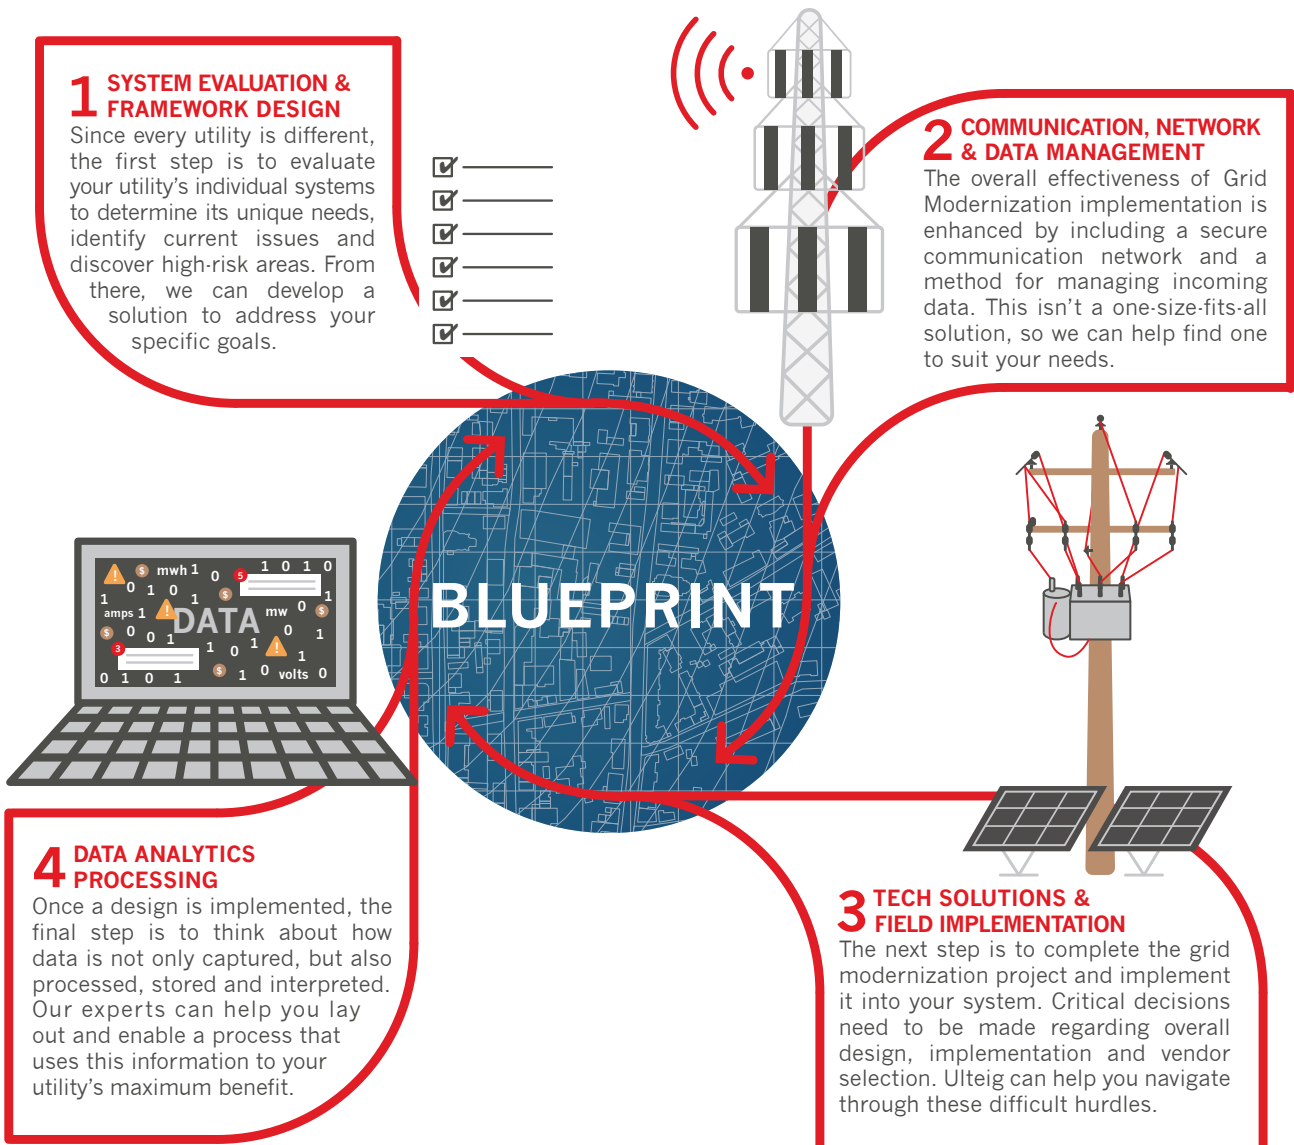 1 SYSTEM EVALUATION &
FRAMEWORK DESIGN
Since every utility is different,
the first step is to evaluate
your utility’s individual systems
to determine its unique needs,
identify current issues and
discover high-risk areas. From
there, we can develop a
solution to address your
specific goals.
2 COMMUNICATION, NETWORK
& DATA MANAGEMENT
The overall effectiveness of Grid
Modernization implementation is
enhanced by including a secure
communication network and a
method for managing incoming
data. This isn’t a one-size-fits-all
solution, so we can help find one
to suit your needs.
BLUEPRINT
! $ mwh 1 0 5 1 0 1 0
1 0 1 0 1 $ 1
amps 1 ! DATA mw 0 $
$ 0 0 1 0 1
3 1 0 1 ! 1
0 1 0 1 $ 1 0 volts 0
3 TECH SOLUTIONS &
FIELD IMPLEMENTATION
The next step is to complete the grid
modernization project and implement
it into your system. Critical decisions
need to be made regarding overall
design, implementation and vendor
selection. Ulteig can help you navigate
through these difficult hurdles.
4 DATA ANALYTICS
PROCESSING
Once a design is implemented, the
final step is to think about how
data is not only captured, but also
processed, stored and interpreted.
Our experts can help you lay
out and enable a process that
uses this information to your
utility’s maximum benefit.